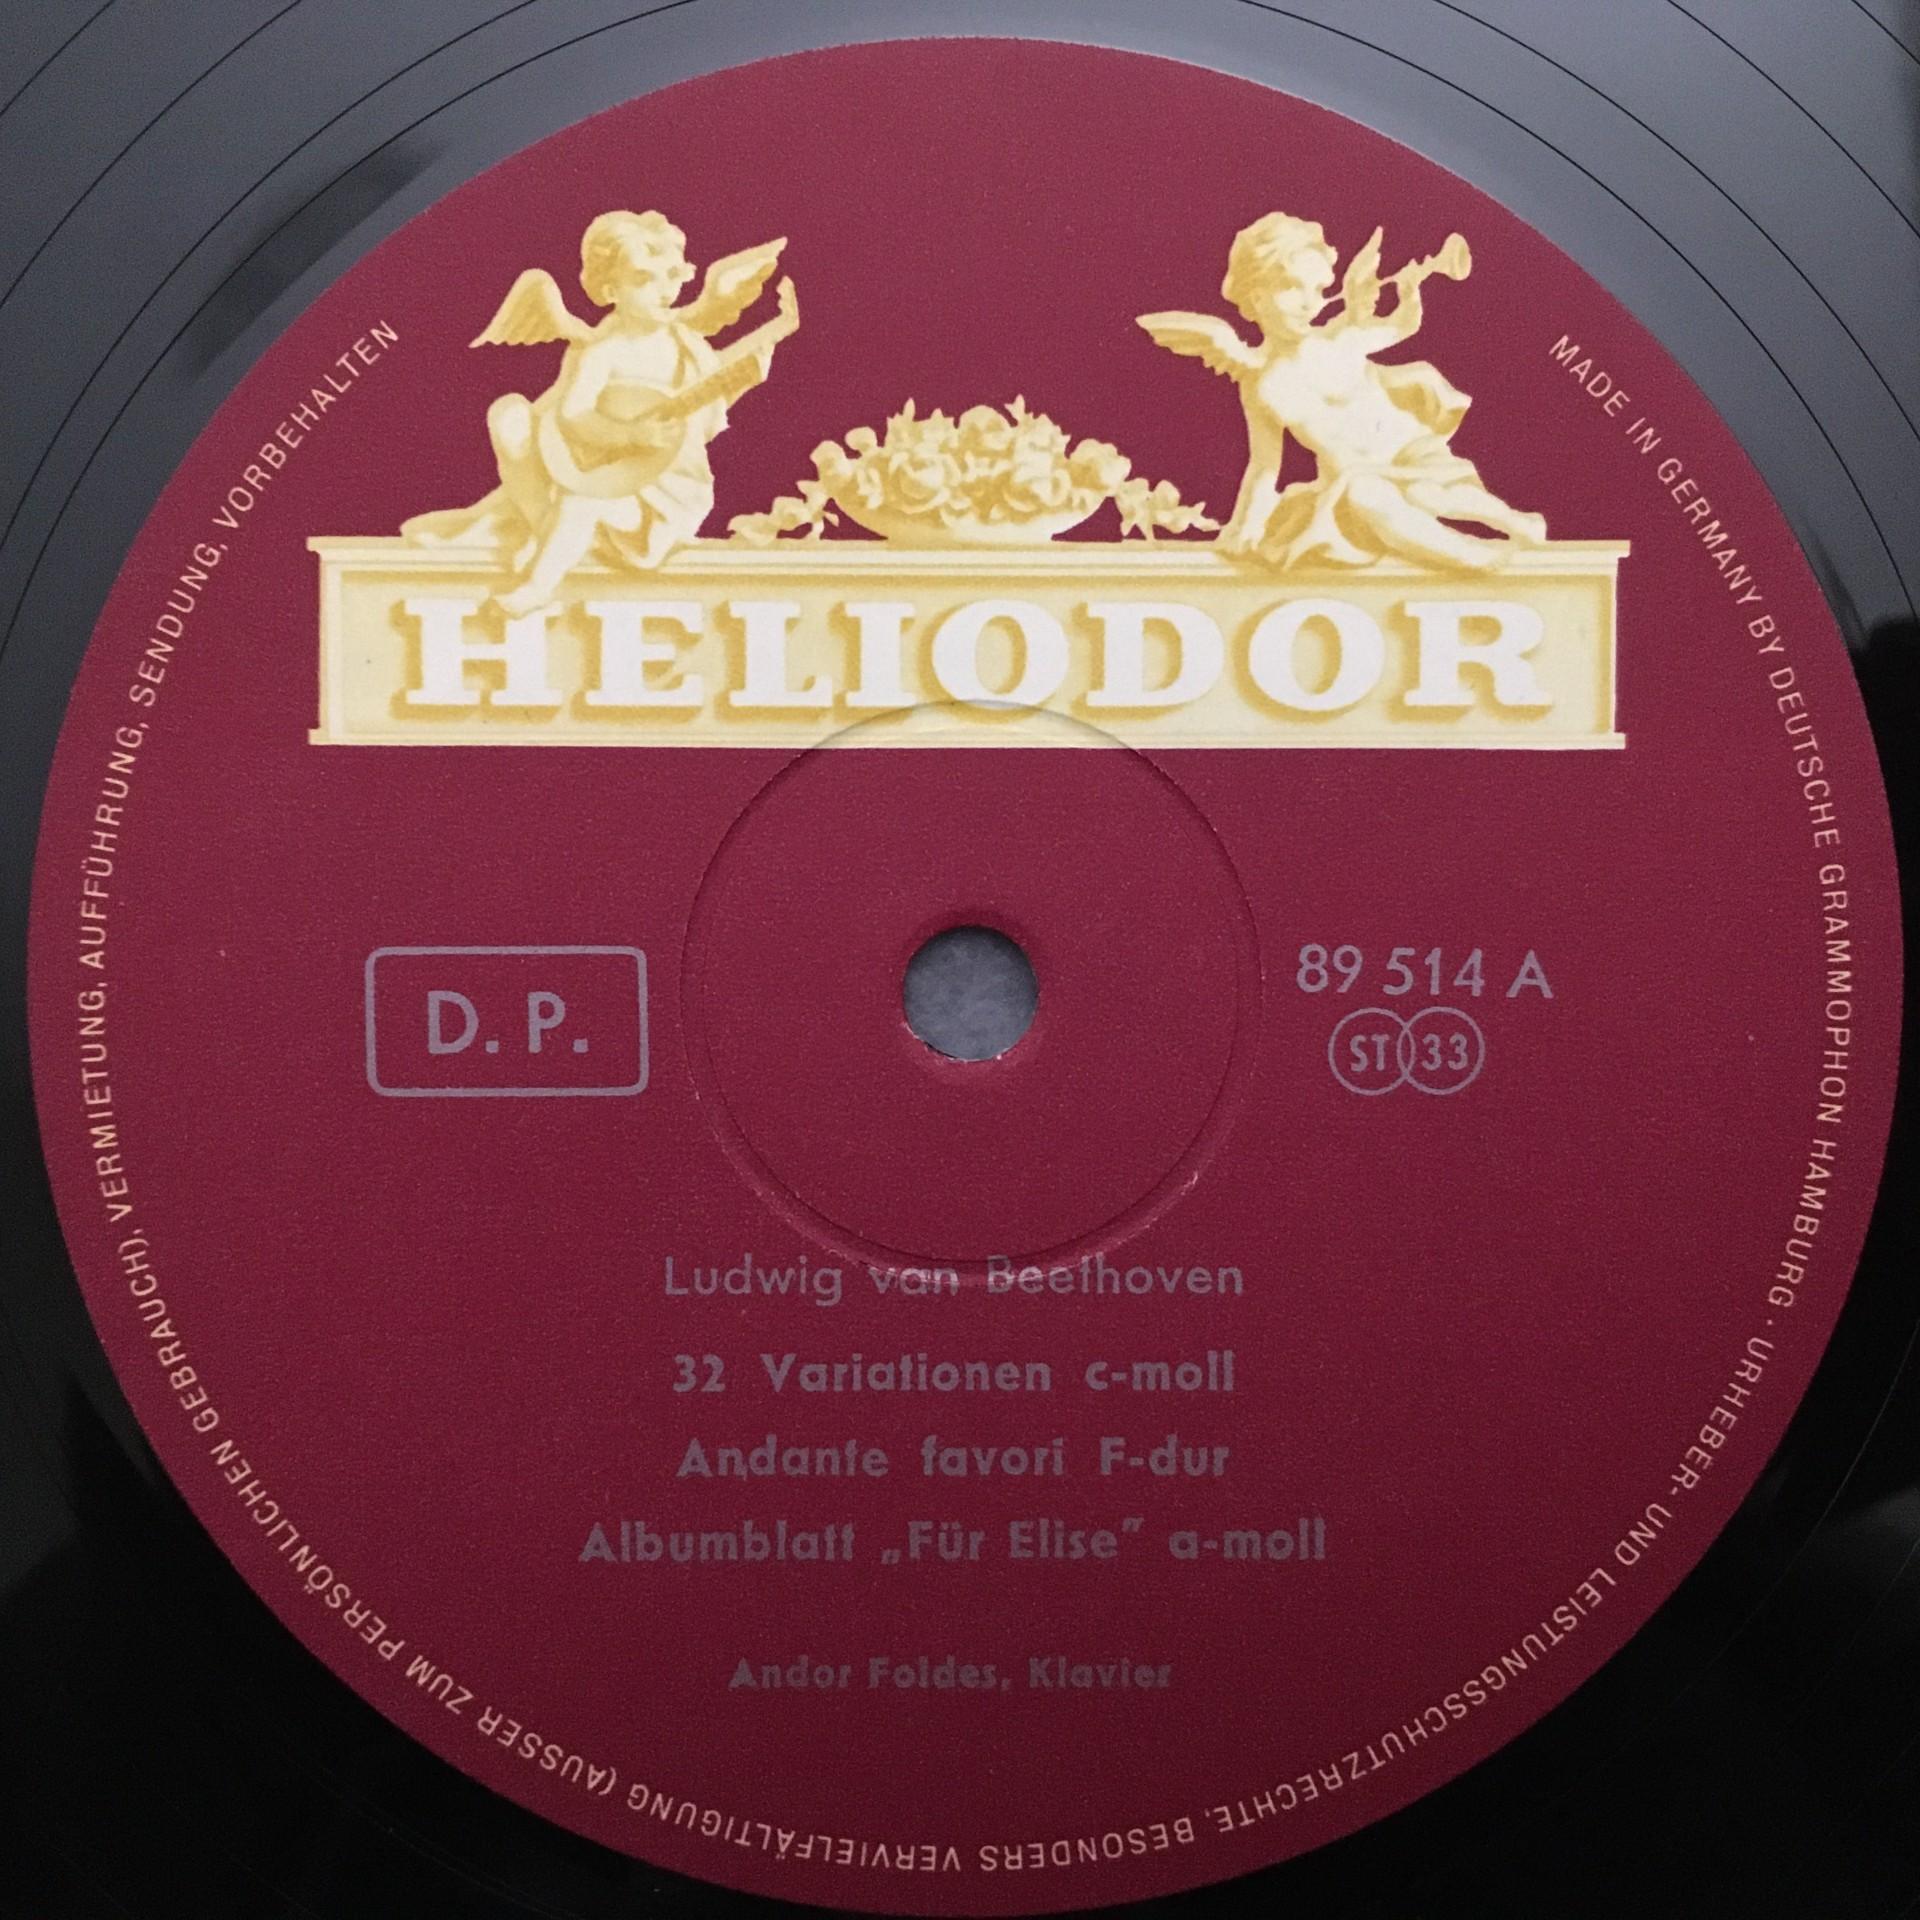 HELIODOR
D. P.
89 514 A
ST 33
Ludwig van Beethoven
32 Variationen c-moll
Andante favori F-dur
Albumblatt „Für Elise” a-moll
Andor Foldes, Klavier
MADE IN GERMANY BY DEUTSCHE GRAMMOPHON HAMBURG · URHEBER- UND LEISTUNGSSCHUTZRECHTE, BESONDERS VERVIELFÄLTIGUNG (AUSSER ZUM PERSÖNLICHEN GEBRAUCH), VERMIETUNG, AUFFÜHRUNG, SENDUNG, VORBEHALTEN